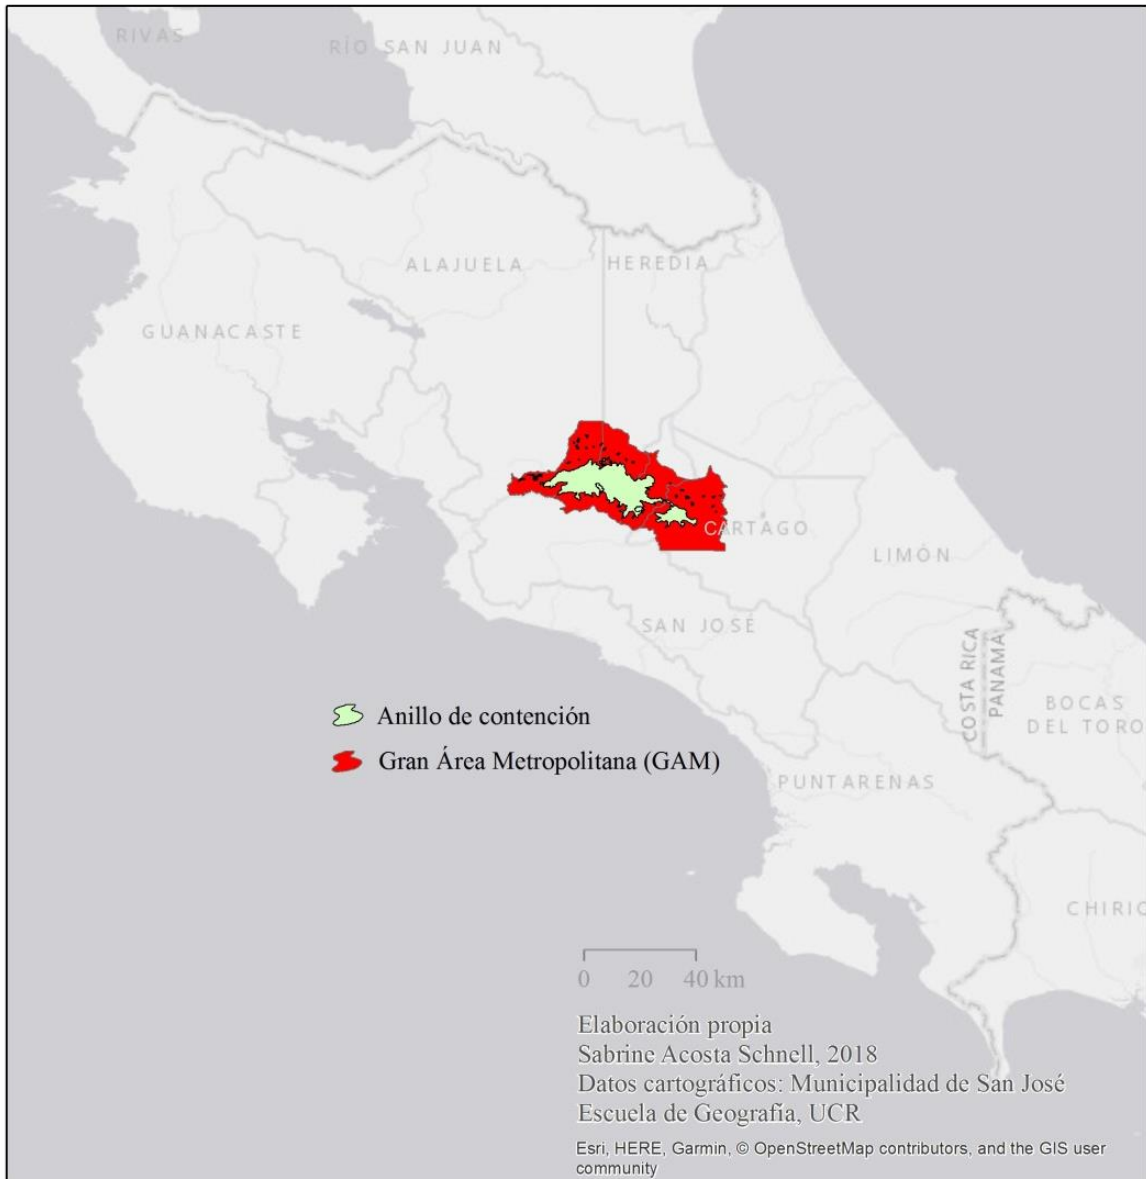 RIVAS
RÍO SAN JUAN
ALAJUELA
HEREDIA
GUANACASTE
CARTAGO
LIMÓN
SAN JOSÉ
COSTA RICA
PANAMA
BOCAS
DEL TORO
Anillo de contención
Gran Área Metropolitana (GAM)
PUNTARENAS
CHIRIC
0 20 40 km
Elaboración propia
Sabrine Acosta Schnell, 2018
Datos cartográficos: Municipalidad de San José
Escuela de Geografía, UCR
Esri, HERE, Garmin, © OpenStreetMap contributors, and the GIS user
community